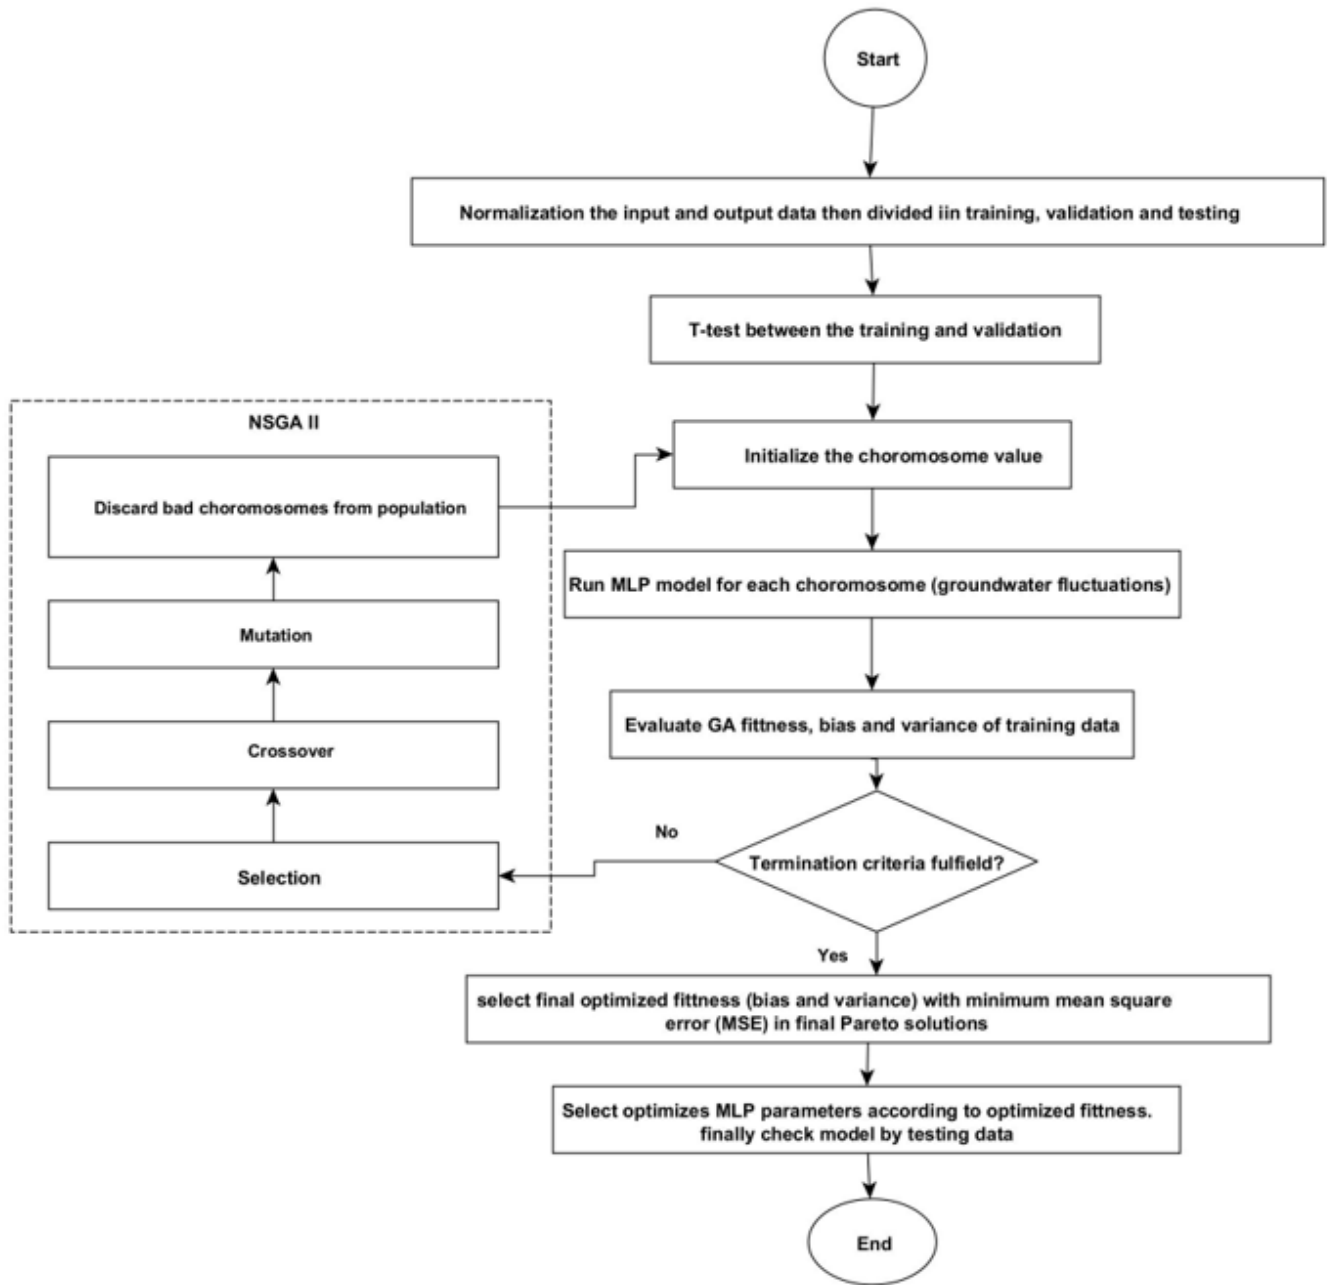 Start
Normalization the input and output data then divided iin training, validation and testing
T-test between the training and validation
NSGA II
Initialize the choromosome value
Discard bad choromosomes from population
Run MLP model for each choromosome (groundwater fluctuations)
Mutation
Evaluate GA fittness, bias and variance of training data
Crossover
No
Termination criteria fulfield?
Selection
Yes
select final optimized fittness (bias and variance) with minimum mean square
error (MSE) in final Pareto solutions
Select optimizes MLP parameters according to optimized fittness.
finally check model by testing data
End